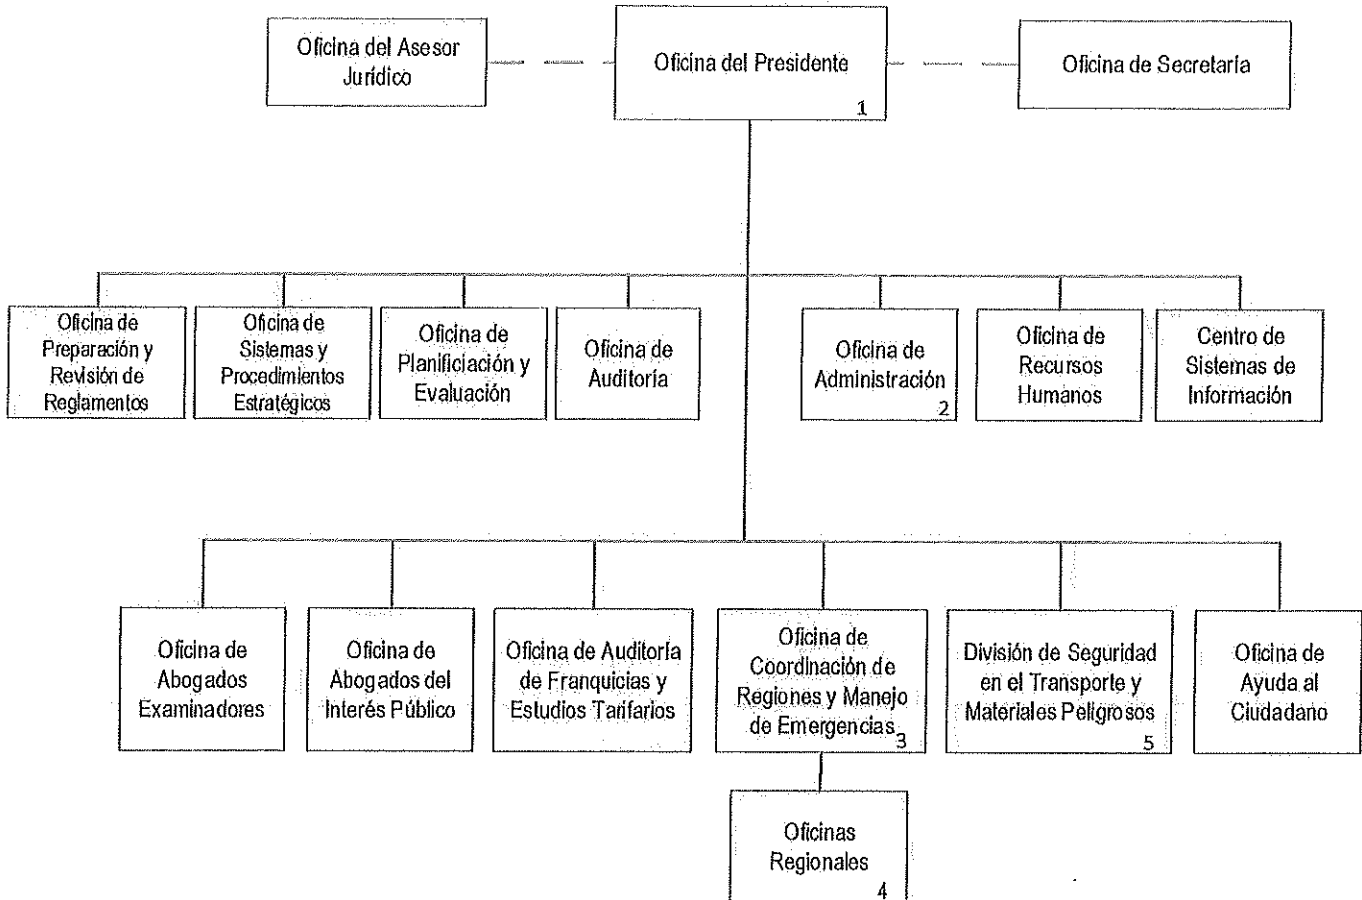 Oficina del Asesor
Jurídico
Oficina del Presidente
1
Oficina de Secretaría
Oficina de
Preparación y
Revisión de
Reglamentos
Oficina de
Sistemas y
Procedimientos
Estratégicos
Oficina de
Planificiación y
Evaluación
Oficina de
Auditoría
Oficina de
Administración
2
Oficina de
Recursos
Humanos
Centro de
Sistemas de
Información
Oficina de
Abogados
Examinadores
Oficina de
Abogados del
Interés Público
Oficina de Auditoría
de Franquicias y
Estudios Tarifarios
Oficina de
Coordinación de
Regiones y Manejo
de Emergencias
3
División de Seguridad
en el Transporte y
Materiales Peligrosos
5
Oficina de
Ayuda al
Ciudadano
Oficinas
Regionales
4